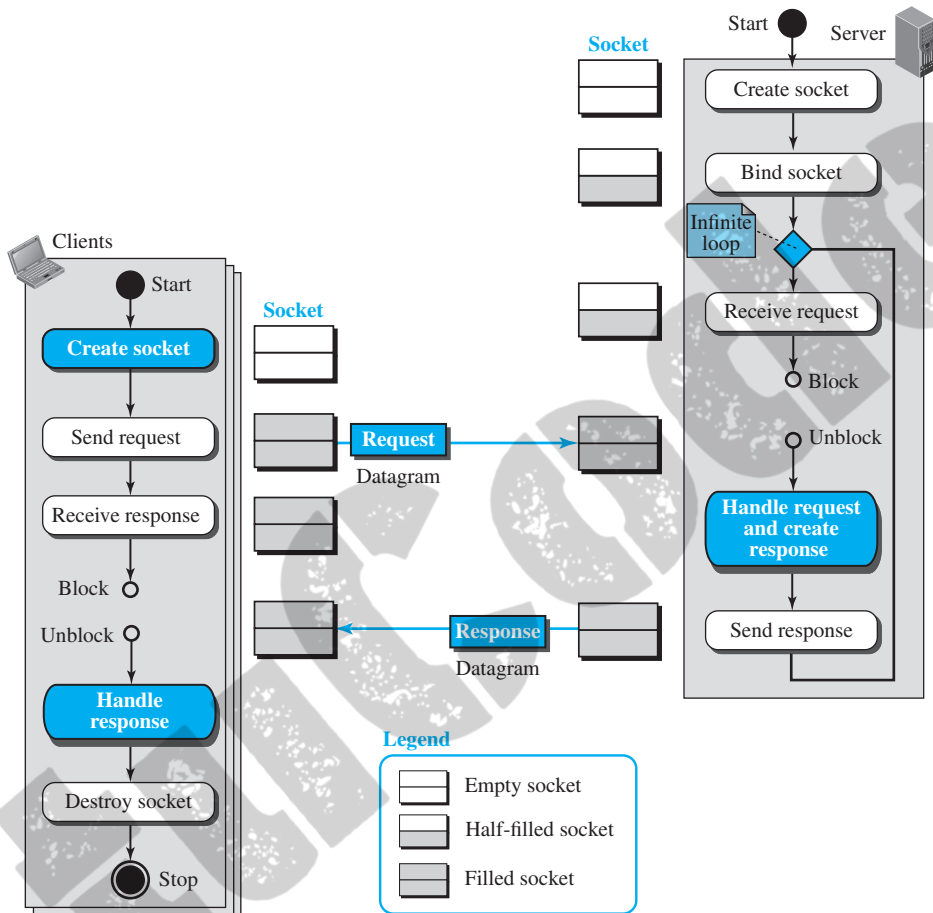 Start
Server
Socket
Create socket
Bind socket
Infinite
loop
Clients
Start
Socket
Receive request
Create socket
Block
Send request
Request
Datagram
Unblock
Receive response
Handle request
and create
response
Block
Unblock
Response
Datagram
Send response
Handle
response
Legend
Empty socket
Destroy socket
Half-filled socket
Stop
Filled socket